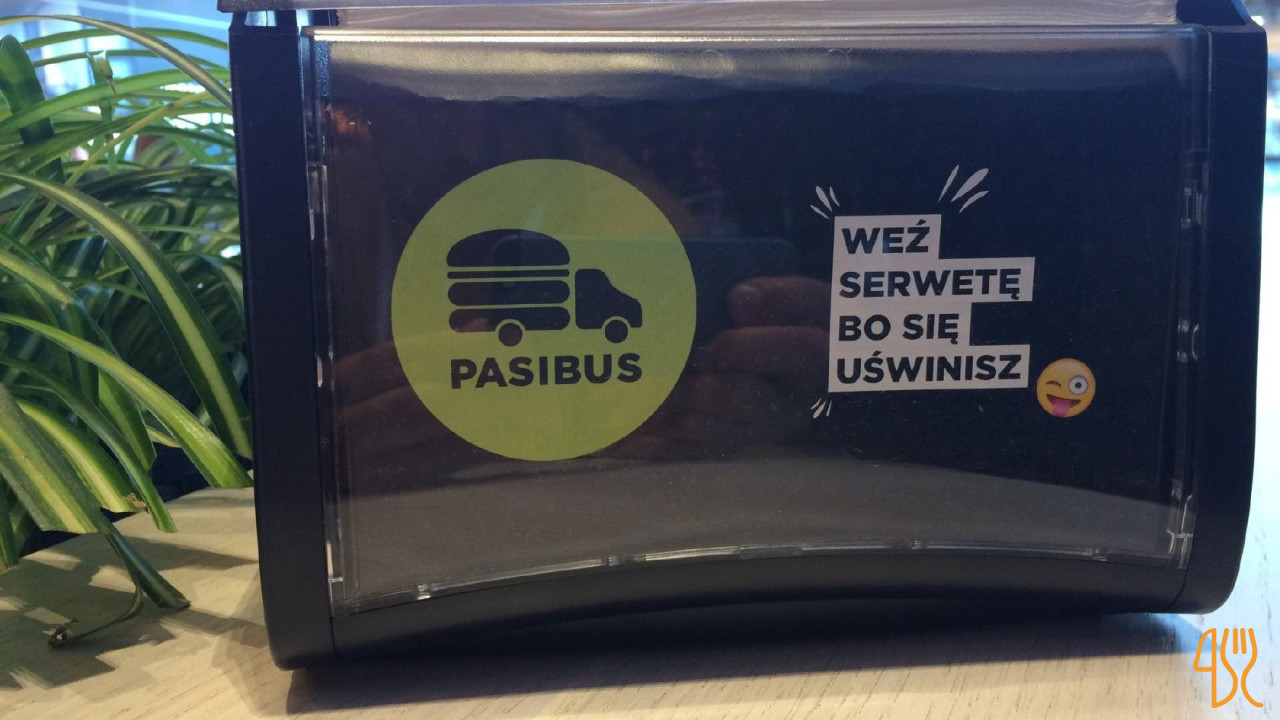 PASIBUS
WEŹ
SERWETĘ
BO SIĘ
UŚWINISZ